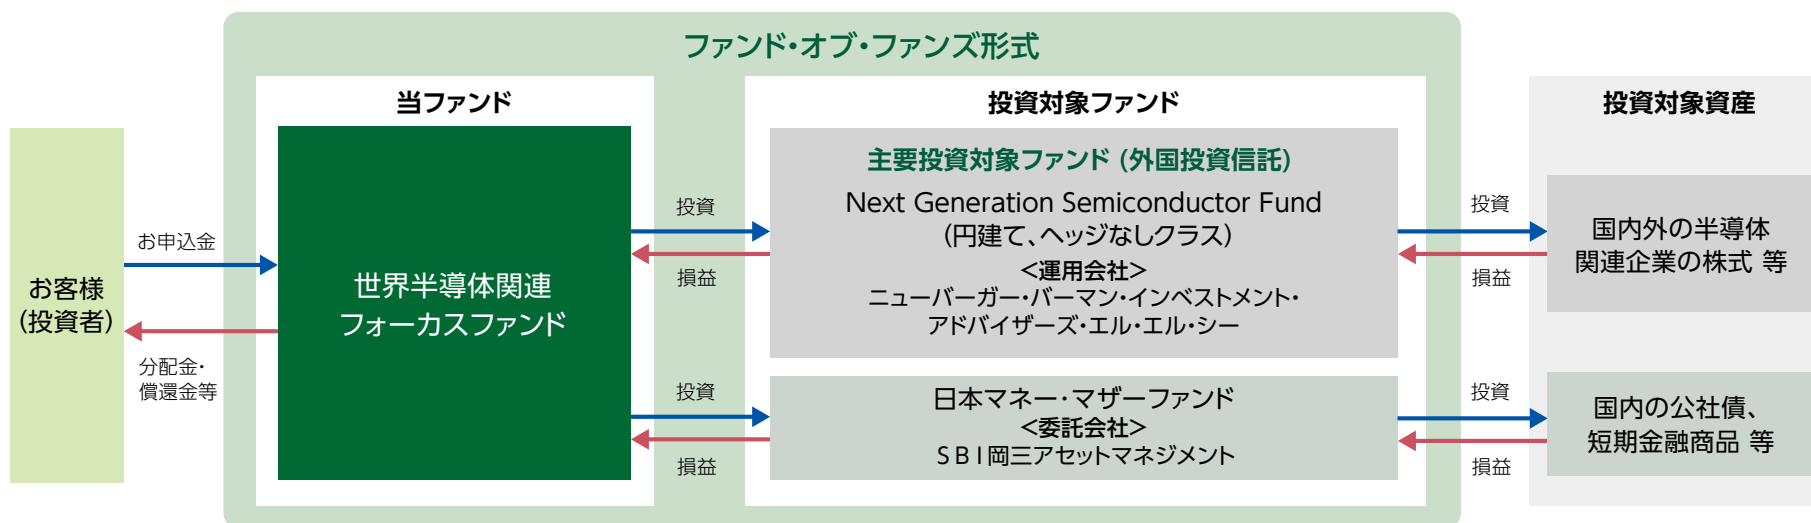 ファンド・オブ・ファンズ形式
当ファンド
投資対象ファンド
投資対象資産
お客様
（投資者）
お申込金
分配金・
償還金等
世界半導体関連
フォーカスファンド
投資
損益
投資
損益
主要投資対象ファンド (外国投資信託)
Next Generation Semiconductor Fund
（円建て、ヘッジなしクラス）
<運用会社>
ニューバーガー・バーマン・インベストメント・
アドバイザーズ・エル・エル・シー
日本マネー・マザーファンド
<委託会社>
ＳＢＩ岡三アセットマネジメント
投資
損益
投資
損益
国内外の半導体
関連企業の株式 等
国内の公社債、
短期金融商品 等